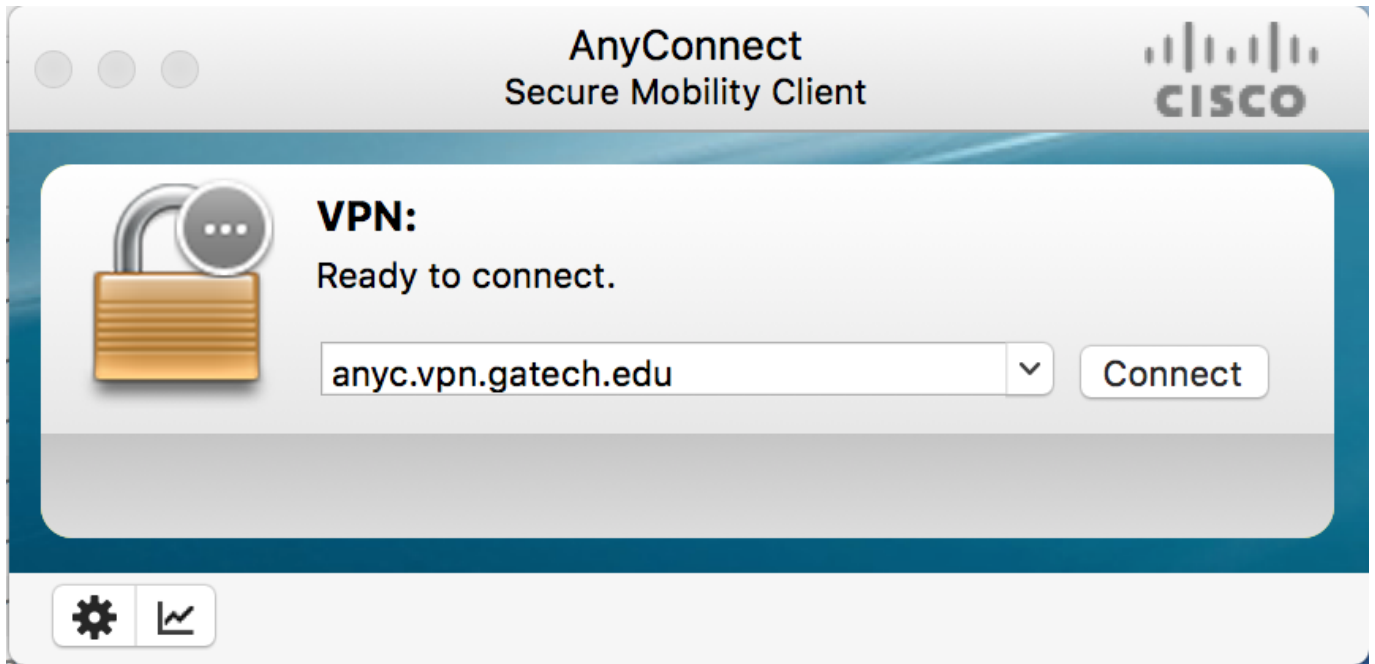 AnyConnect
Secure Mobility Client
CISCO
VPN:
Ready to connect.
anyc.vpn.gatech.edu
Connect